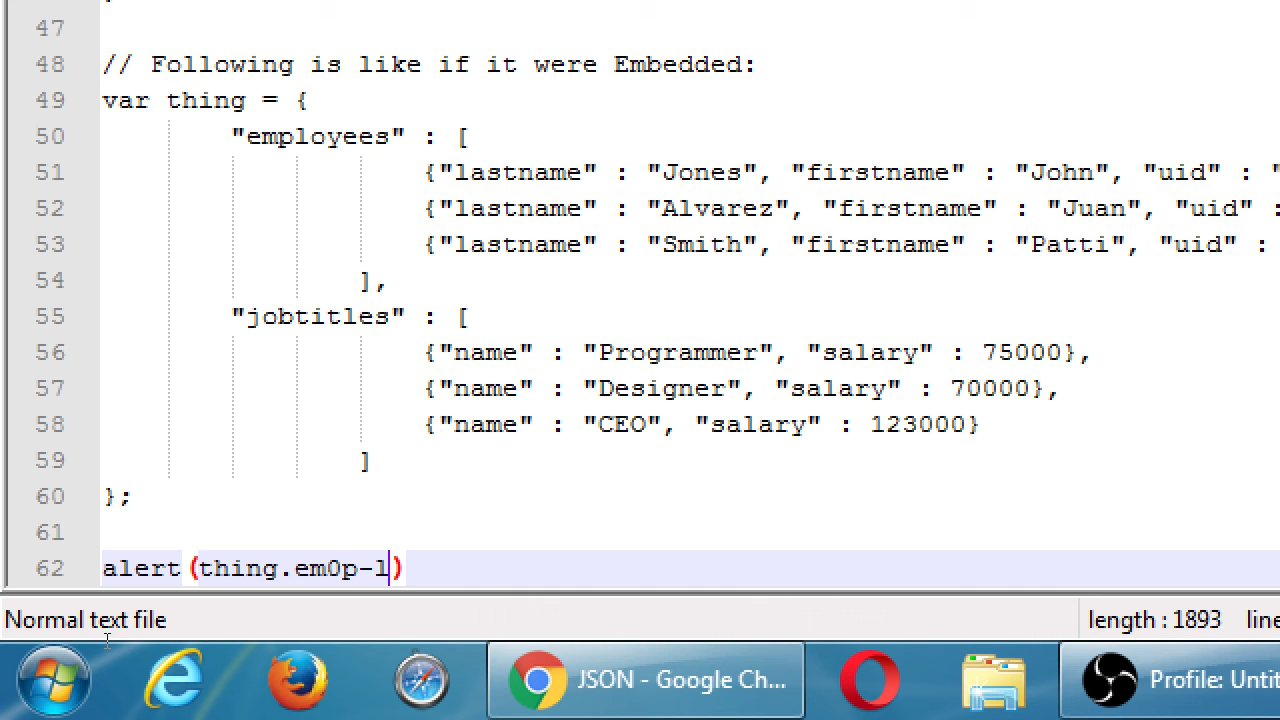 47
48 // Following is like if it were Embedded:
49 var thing = {
50 "employees" : [
51 {"lastname" : "Jones", "firstname" : "John", "uid" : "
52 {"lastname" : "Alvarez", "firstname" : "Juan", "uid" :
53 {"lastname" : "Smith", "firstname" : "Patti", "uid" :
54 ],
55 "jobtitles" : [
56 {"name" : "Programmer", "salary" : 75000},
57 {"name" : "Designer", "salary" : 70000},
58 {"name" : "CEO", "salary" : 123000}
59 ]
60 };
61
62 alert(thing.em0p-l)
Normal text file length : 1893 line
JSON - Google Ch... Profile: Untit